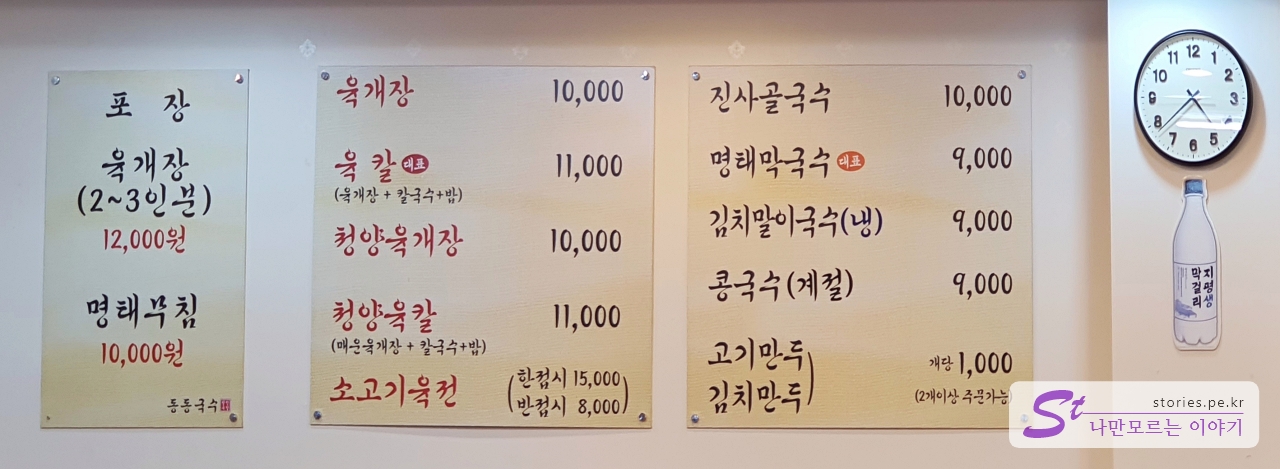 포 장
육개장
(2~3인분)
12,000원
명태무침
10,000원
동동국수
육개장 10,000
육칼 대표 11,000
(육개장 + 칼국수+밥)
청양육개장 10,000
청양육칼 11,000
(매운육개장 + 칼국수+밥)
소고기육전 (한접시 15,000
반접시 8,000)
진사골국수 10,000
명태막국수 대표 9,000
김치말이국수(냉) 9,000
콩국수(계절) 9,000
고기만두
김치만두) 개당 1,000
(2개이상 주문가능)
12
1
2
3
4
5
6
7
8
9
10
11
지평생
막걸리
St
stories.pe.kr
나만모르는 이야기